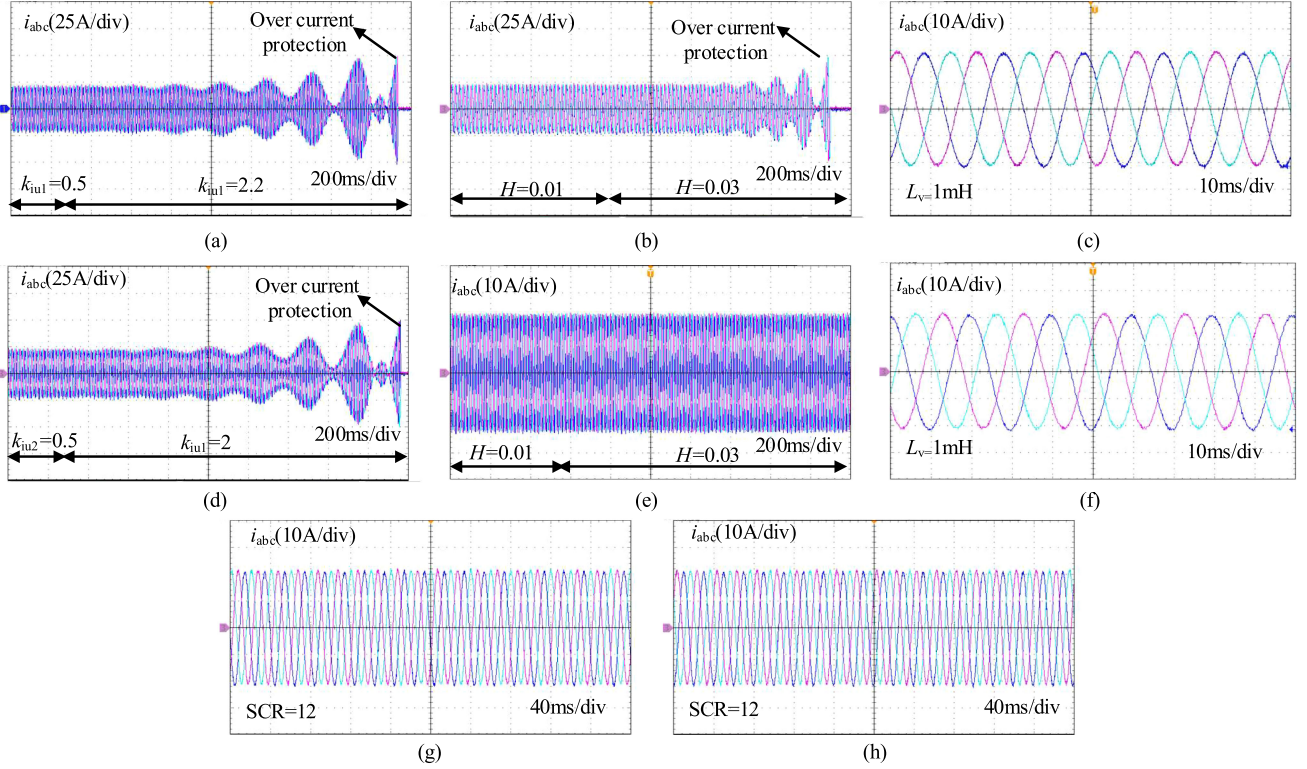 iabc(25A/div)
Over current
protection
200ms/div
kiu1=0.5
kiu1=2.2
(a)
iabc(25A/div)
Over current
protection
200ms/div
H=0.01
H=0.03
(b)
iabc(10A/div)
Lv=1mH
10ms/div
(c)
iabc(25A/div)
Over current
protection
200ms/div
kiu2=0.5
kiu1=2
(d)
iabc(10A/div)
200ms/div
H=0.01
H=0.03
(e)
iabc(10A/div)
Lv=1mH
10ms/div
(f)
iabc(10A/div)
SCR=12
40ms/div
(g)
iabc(10A/div)
SCR=12
40ms/div
(h)